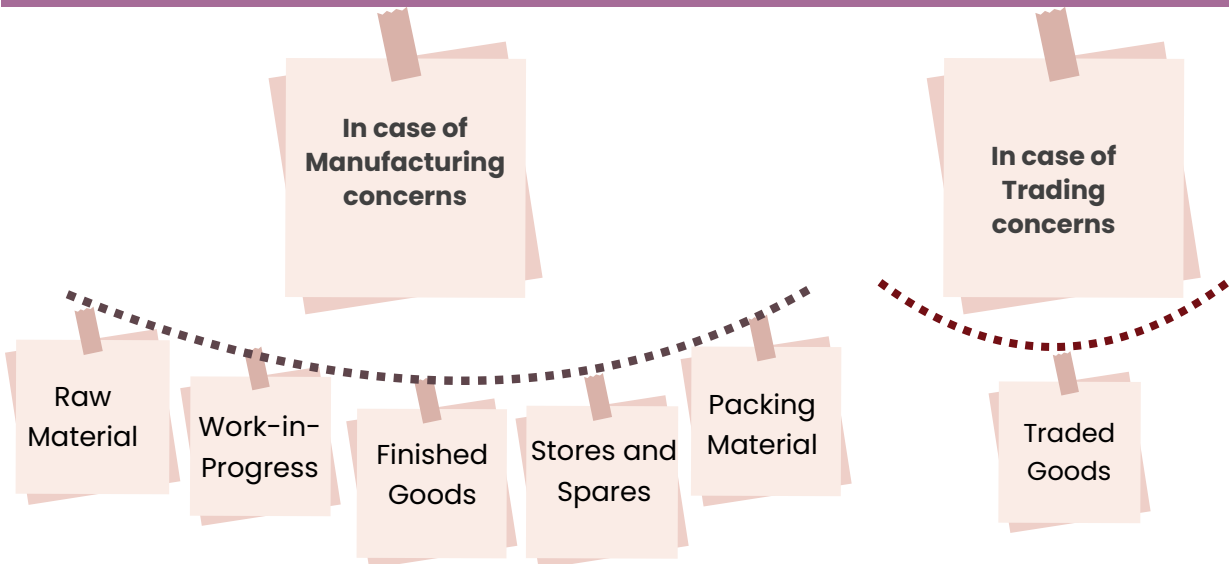 In case of
Manufacturing
concerns
In case of
Trading
concerns
Raw
Material
Work-in-
Progress
Finished
Goods
Stores and
Spares
Packing
Material
Traded
Goods